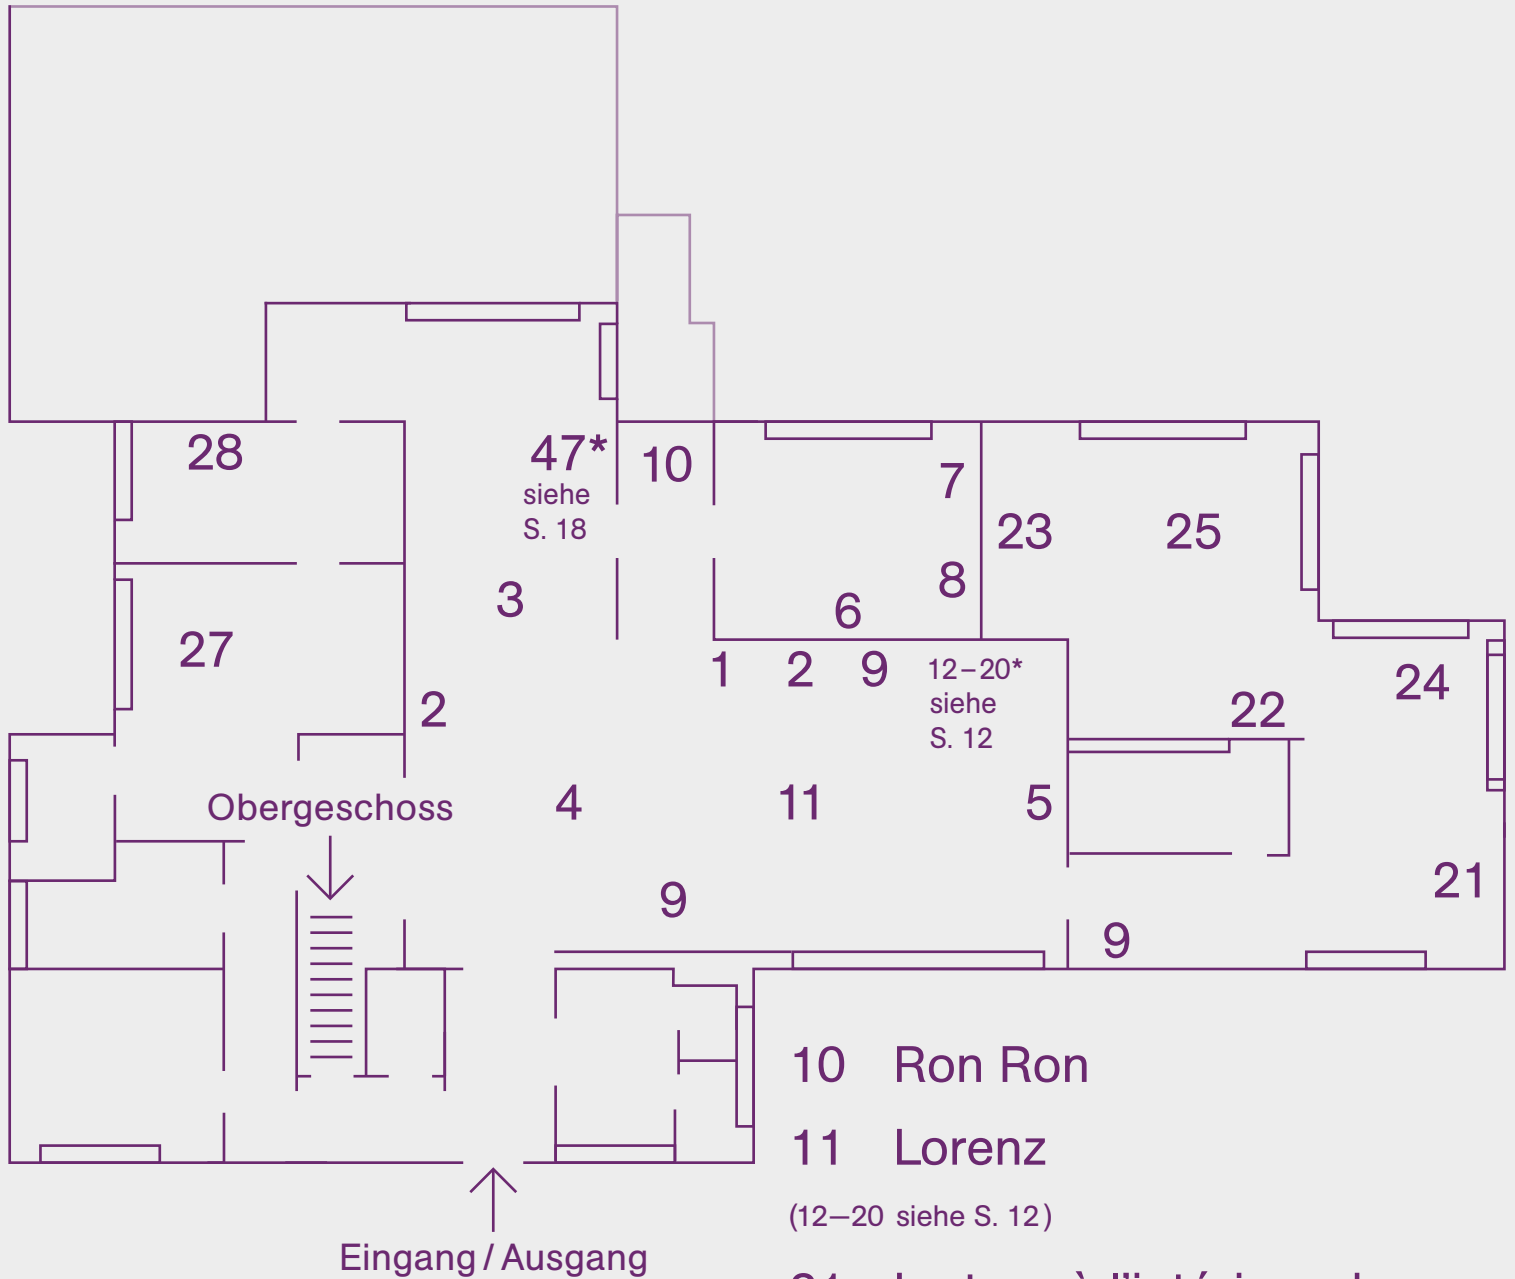 28
47*
siehe
S. 18
10
7
23
25
8
3
6
27
1 2 9
12–20*
siehe
S. 12
2
22
24
Obergeschoss
4
11
5
9
21
9
10 Ron Ron
11 Lorenz
(12–20 siehe S. 12)
Eingang / Ausgang